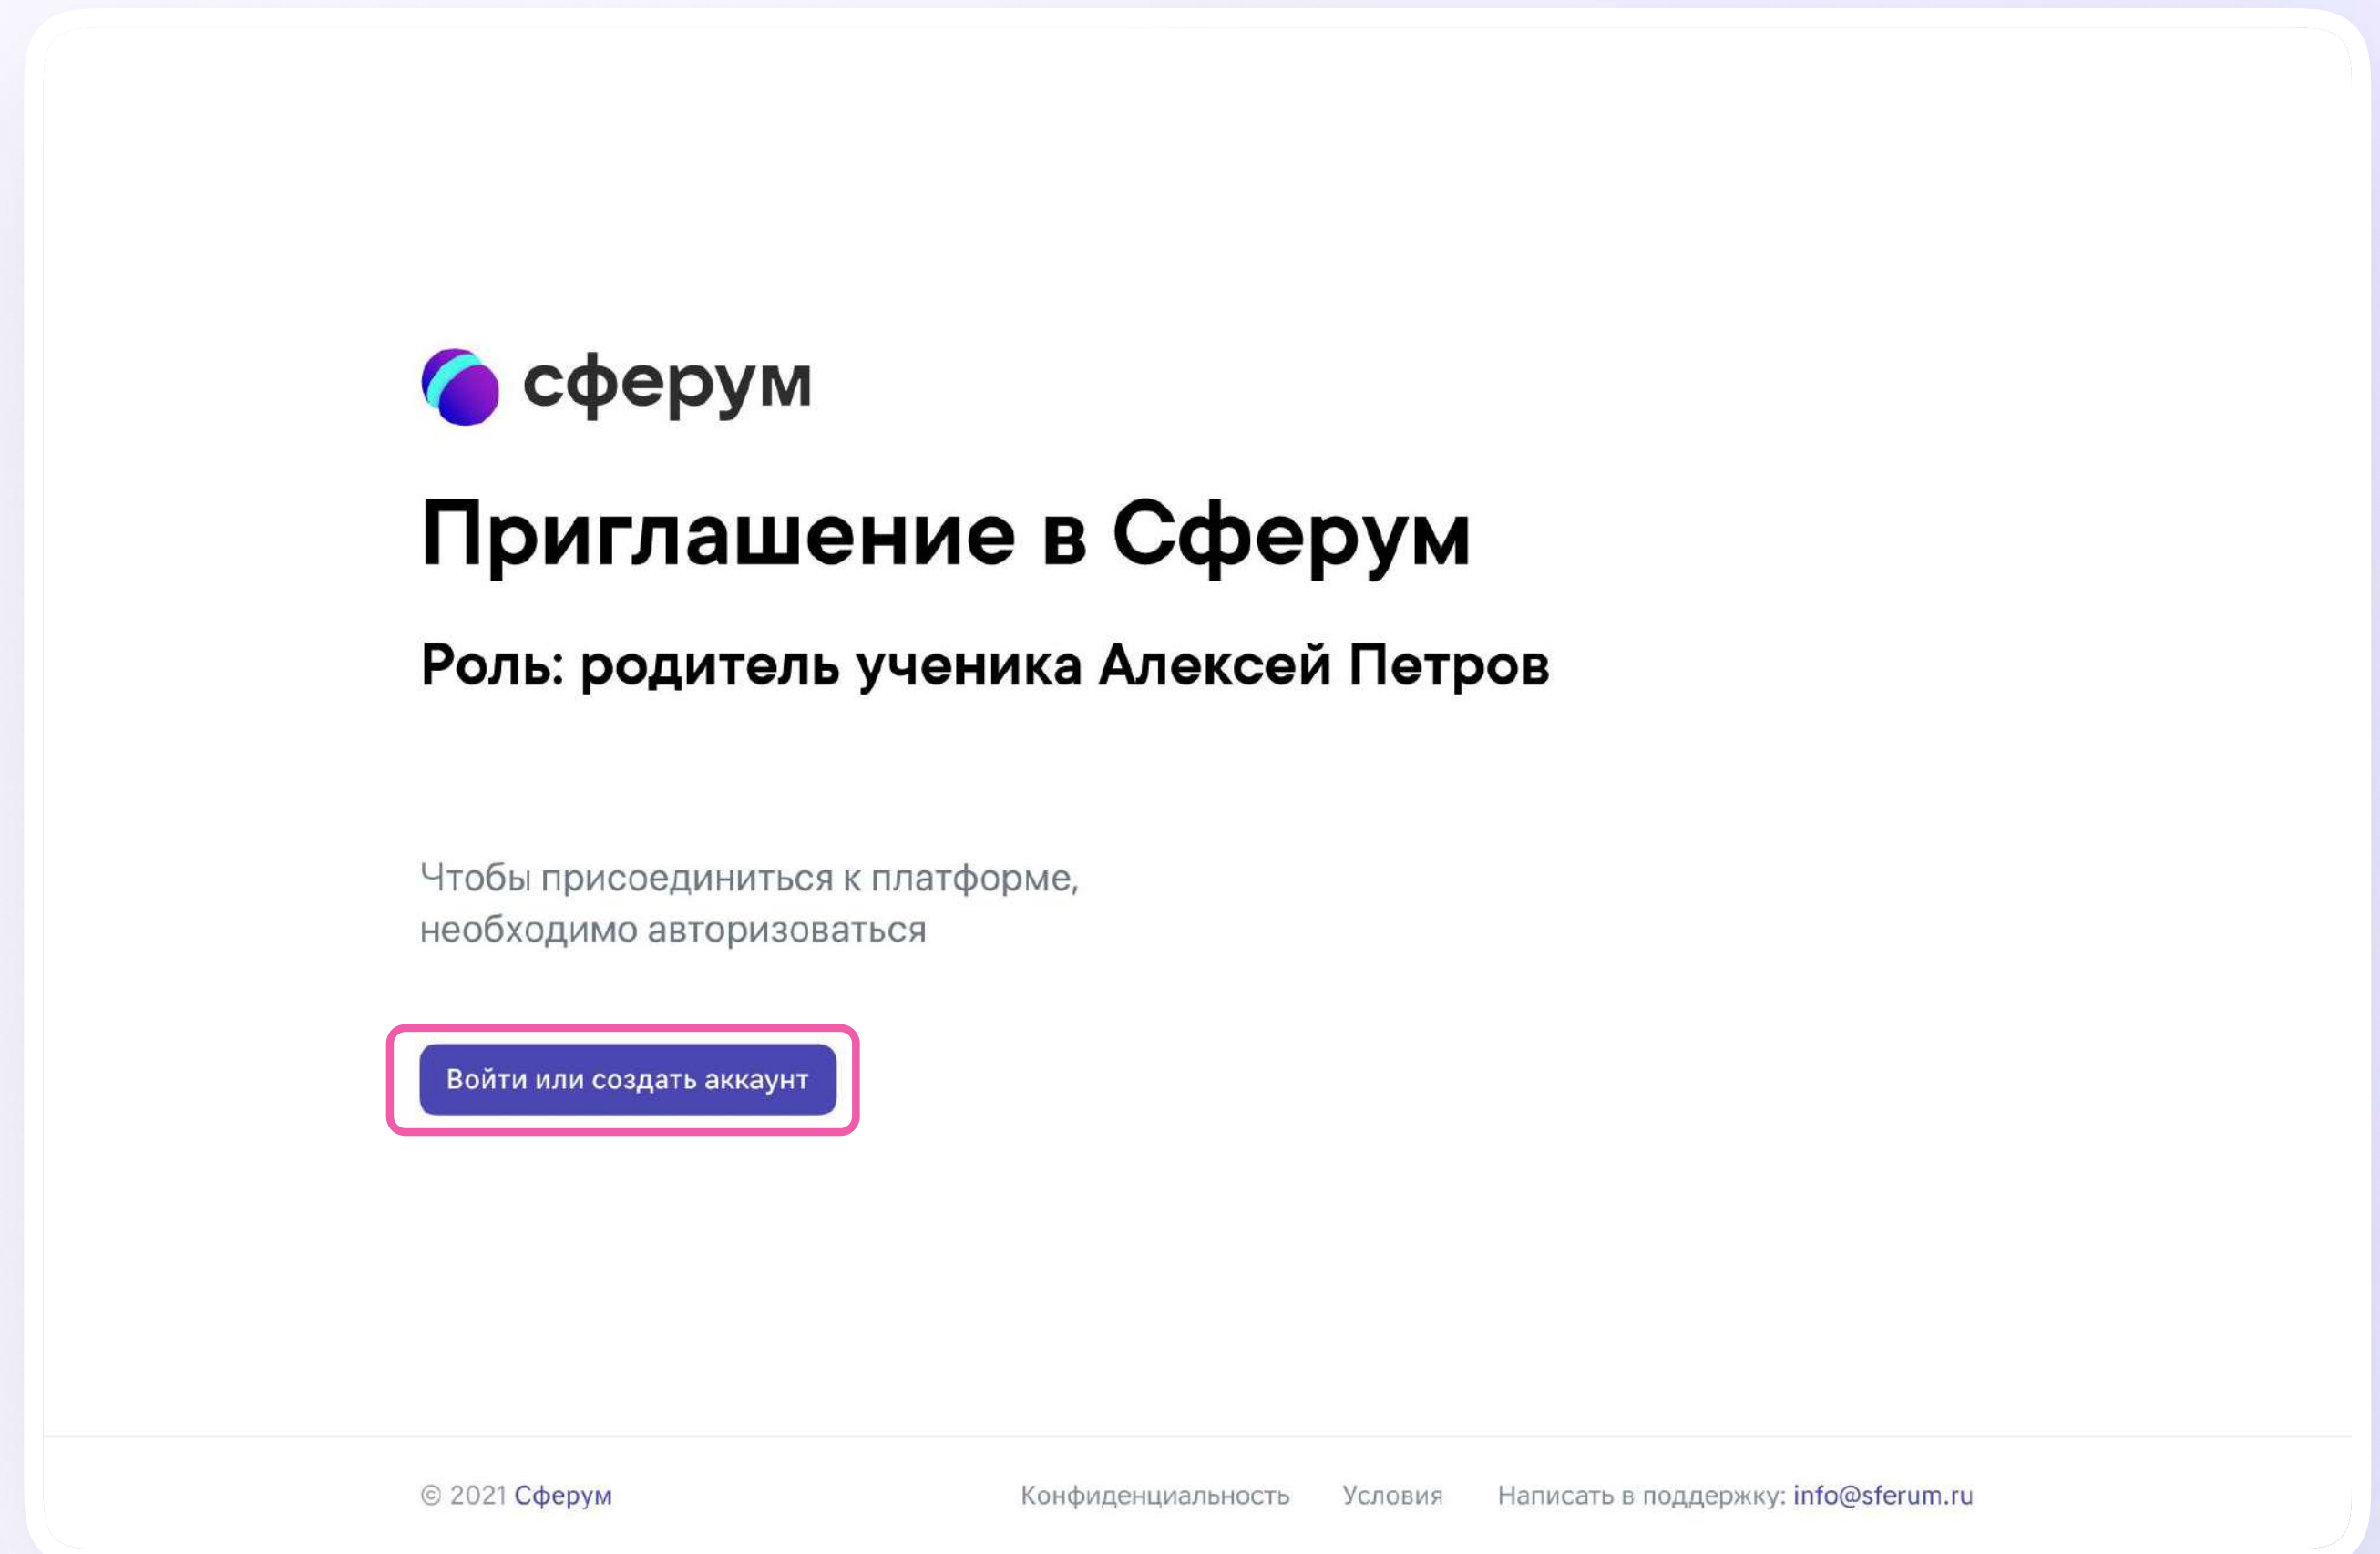 сферум
Приглашение в Сферум
Роль: родитель ученика Алексей Петров
Чтобы присоединиться к платформе,
необходимо авторизоваться
Войти или создать аккаунт
© 2021 Сферум
Конфиденциальность
Условия
Написать в поддержку: info@sferum.ru